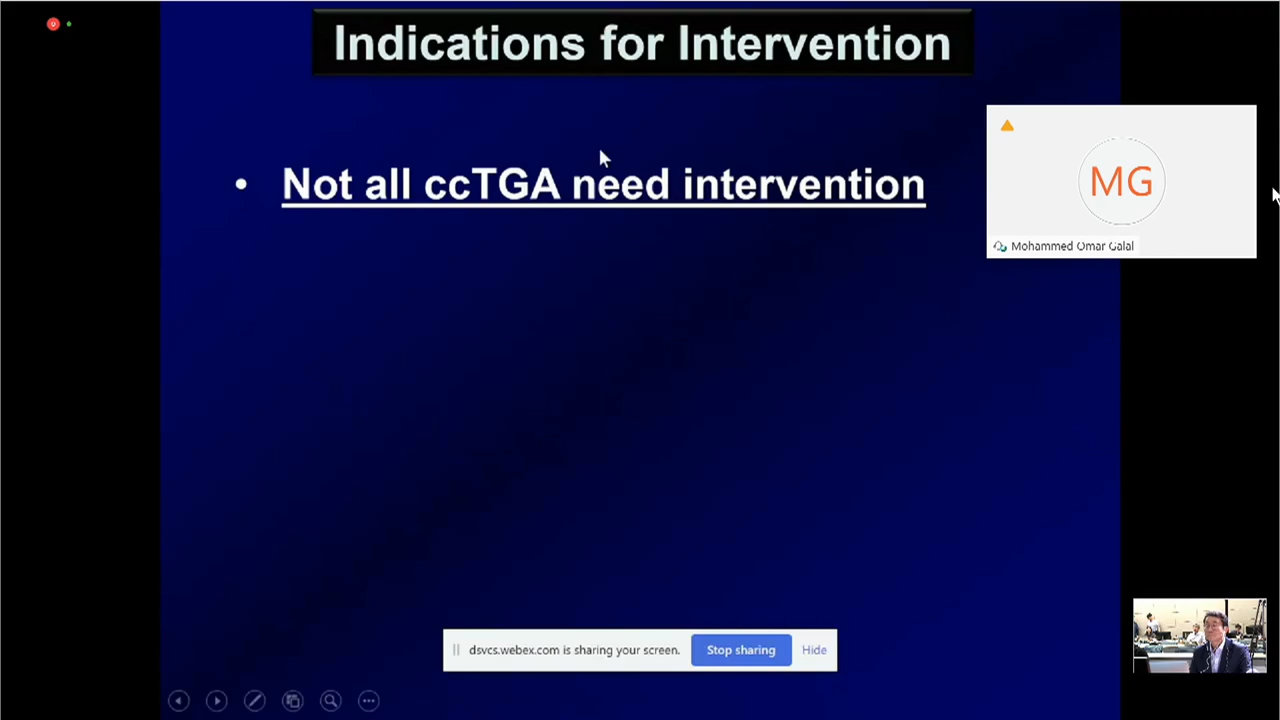 Indications for Intervention
• Not all ccTGA need intervention
MG
Mohammed Omar Galal
dsvcs.webex.com is sharing your screen.
Stop sharing
Hide